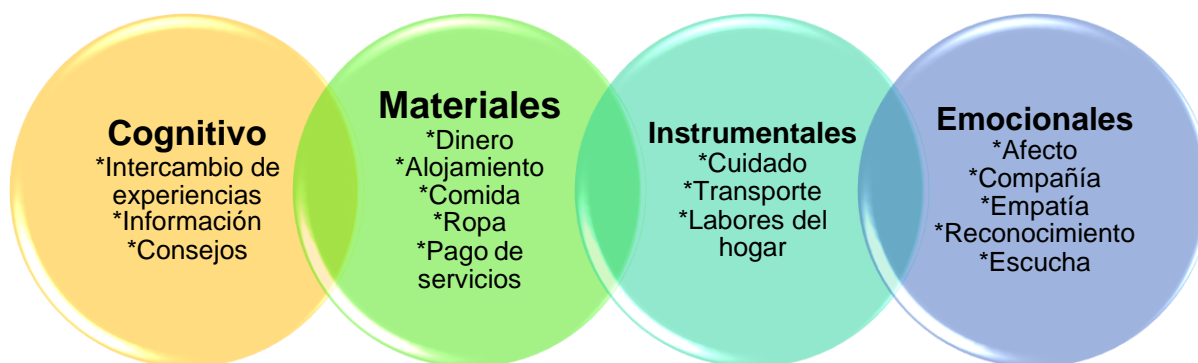 Cognitivo
*Intercambio de
experiencias
*Información
*Consejos
Materiales
*Dinero
*Alojamiento
*Comida
*Ropa
*Pago de
servicios
Instrumentales
*Cuidado
*Transporte
*Labores del
hogar
Emocionales
*Afecto
*Compañía
*Empatía
*Reconocimiento
*Escucha